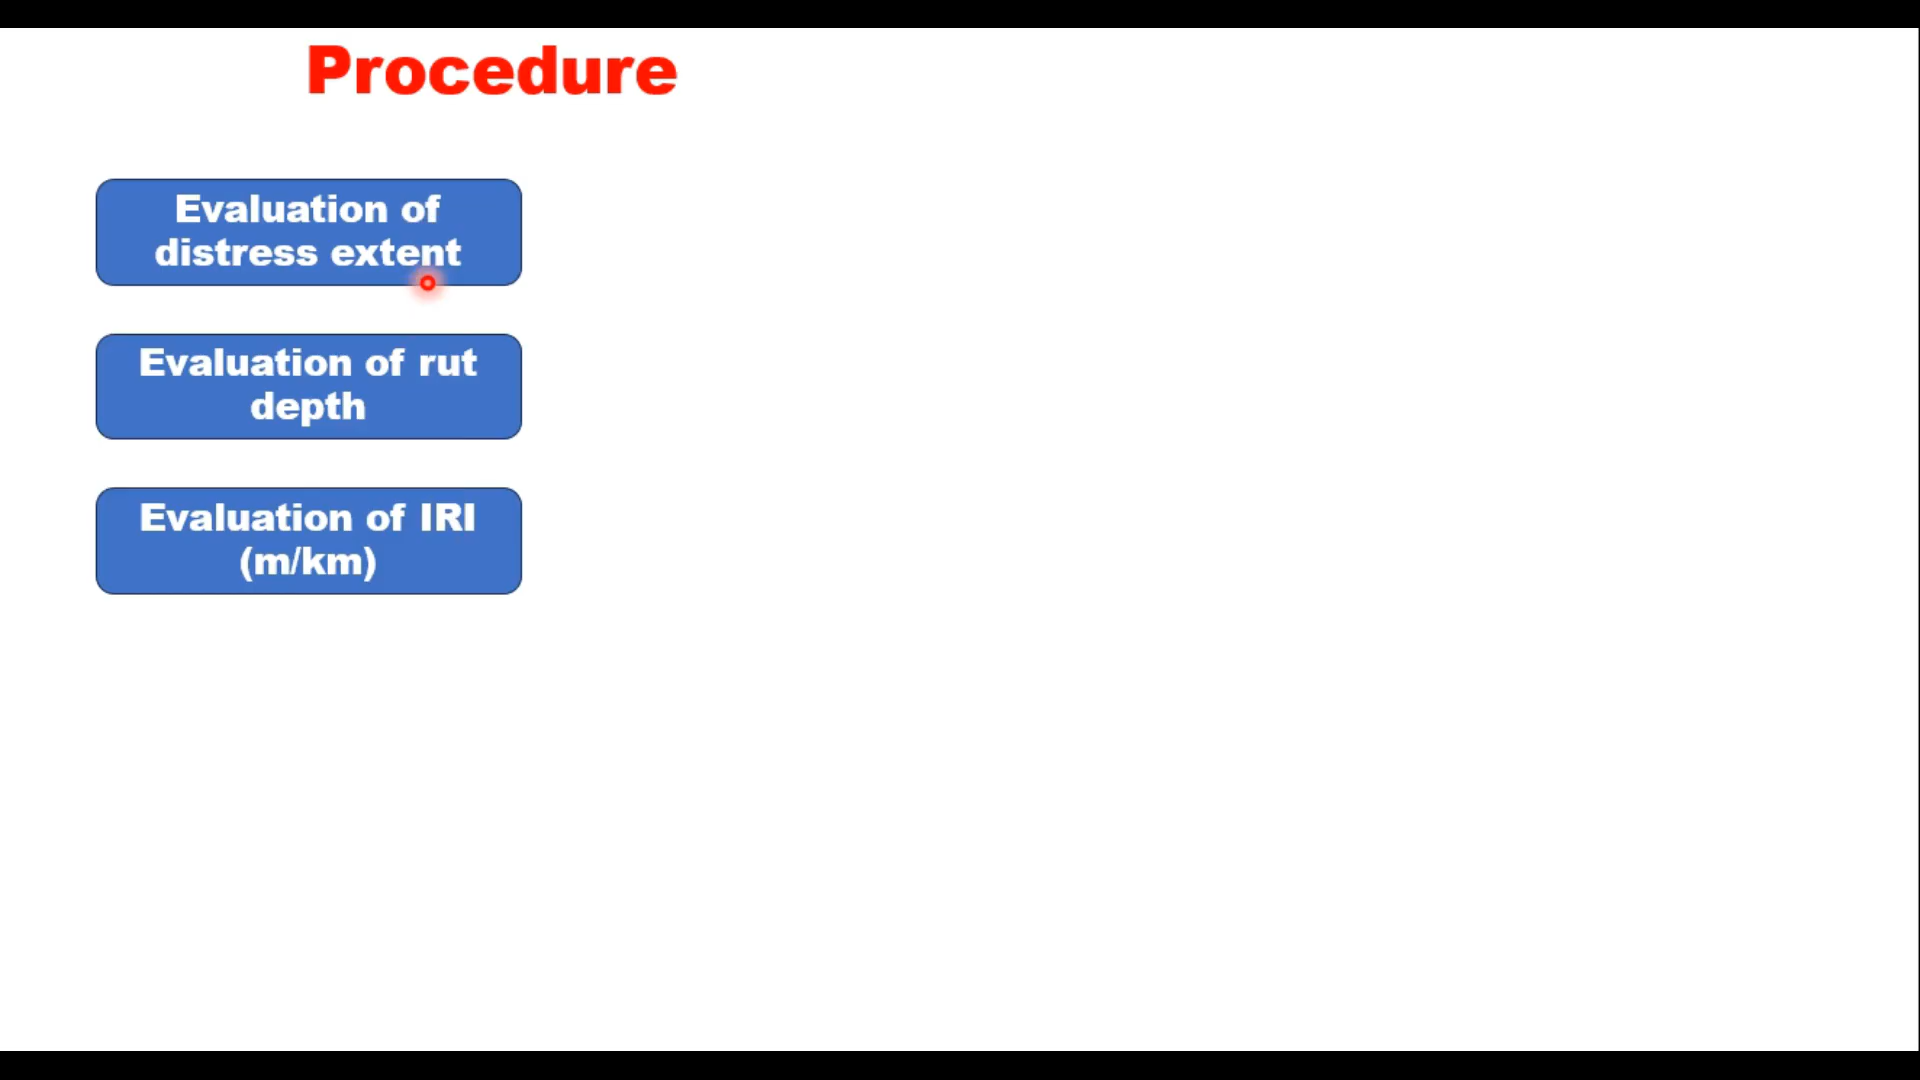 Procedure
Evaluation of
distress extent
Evaluation of rut
depth
Evaluation of IRI
(m/km)